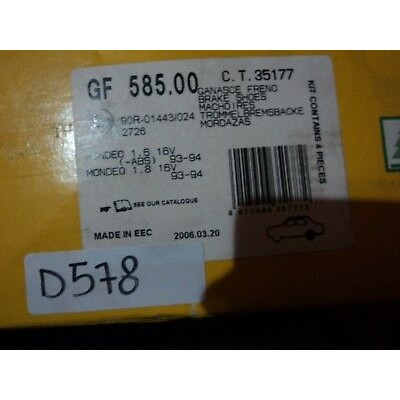 GF 585.00 C.T.35177
GANASCE FRENO
BRAKE SHOES
MACHOIRES
TROMMELBREMSBACKE
MORDAZAS
90R-01443/024
2726
MONDEO 1.6 16V
(-ABS) 93-94
MONDEO 1.8 16V
93-94
KIT CONTAINS 4 PIECES
SEE OUR CATALOGUE
MADE IN EEC 2006.03.20
D578